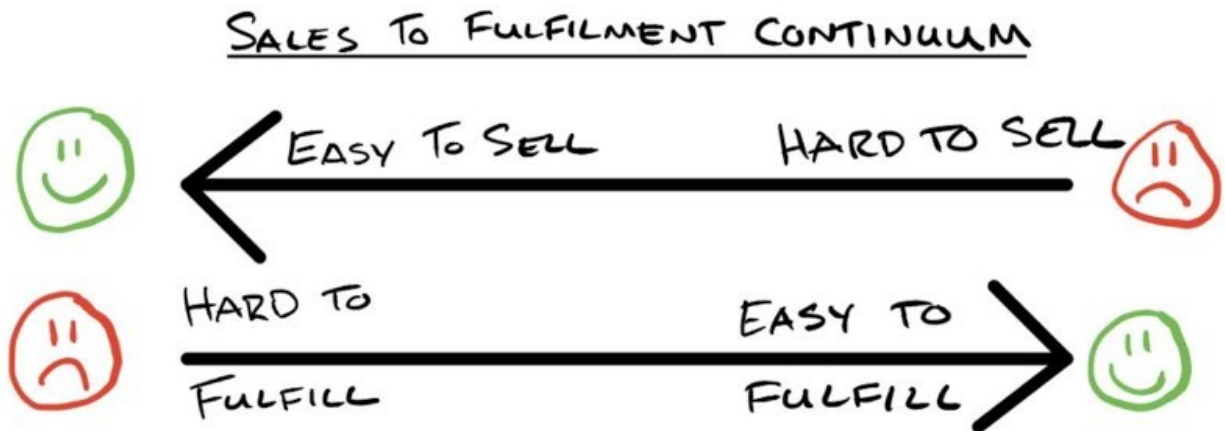 SALES TO FULFILMENT CONTINUUM
EASY TO SELL
HARD TO SELL
HARD TO
FULFILL
EASY TO
FULFILL